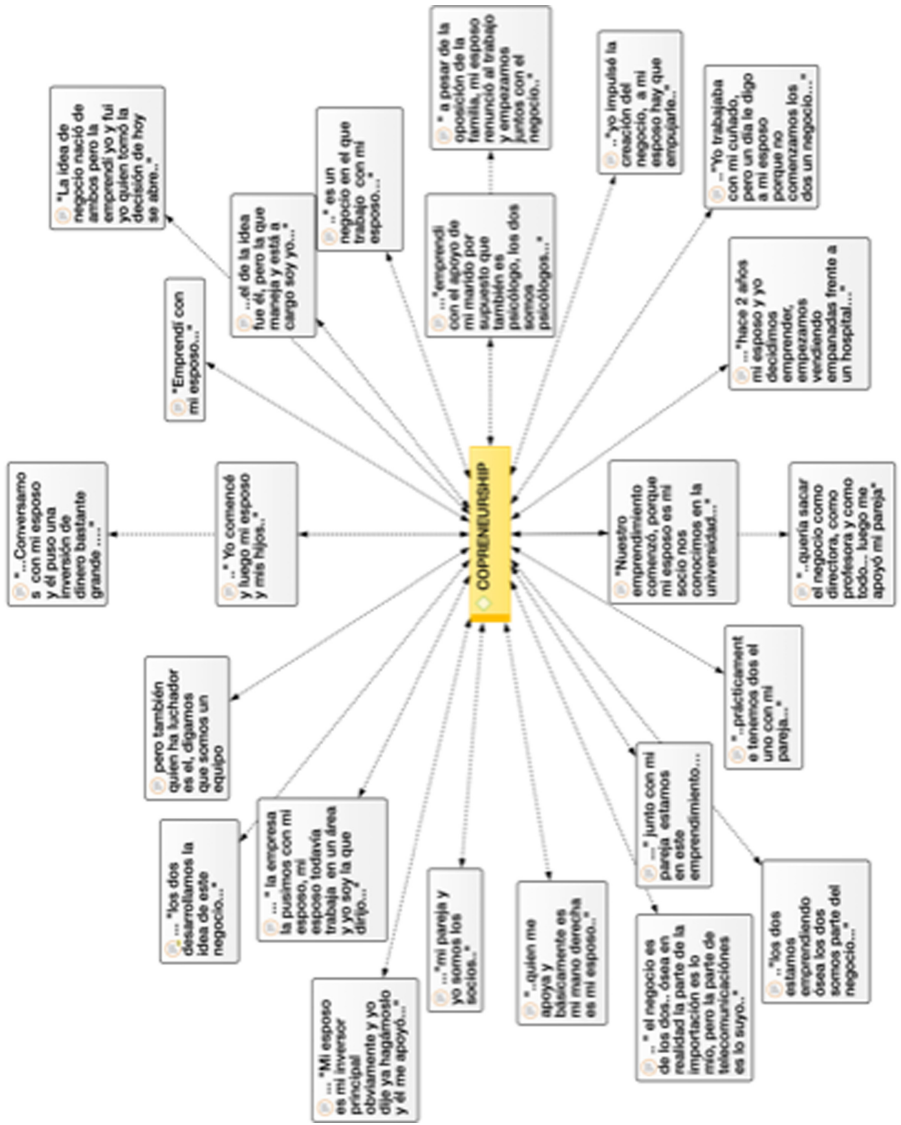 "...Conversamo
s con mi esposo
y él puso una
inversión de
dinero bastante
grande ...."
"La idea de
negocio nació de
ambos pero la
emprendí yo y fui
yo quien tomó la
decisión de hoy
se abre.."
pero también
quien ha luchador
es el, digamos
que somos un
equipo
... "los dos
desarrollamos la
idea de este
negocio..."
"Emprendí con
mi esposo..."
.." Yo comencé
y luego mi esposo
y mis hijos.."
...el de la idea
fue él, pero la que
maneja y está a
cargo soy yo..."
... " la empresa
la pusimos con mi
esposo, mi
esposo todavía
trabaja en un área
y yo soy la que
dirijo..."
..."Mi esposo
es mi inversor
principal
obviamente y yo
dije ya hagámoslo
y él me apoyó..."
.." es un
negocio en el que
trabajo con mi
esposo..."
..."mi pareja y
yo somos los
socios.."
..."emprendi
con el apoyo de
mi marido por
supuesto que
también es
psicólogo, los dos
somos
psicólogos..."
" a pesar de la
oposición de la
familia, mi esposo
renunció al trabajo
y empezamos
juntos con el
negocio.."
COPRENEURSHIP
"..quien me
apoya y
básicamente es
mi mano derecha
es mi esposo.."
.."yo impulsé la
creación del
negocio, a mi
esposo hay que
empujarle.."
"Nuestro
emprendimiento
comenzó, porque
mi esposo es mi
socio nos
conocimos en la
universidad..."
.. " el negocio es
de los dos.. ósea en
realidad la parte de la
importación es lo
mío, pero la parte de
telecomunicaciónes
es lo suyo.."
..." junto con mi
pareja estamos
en este
emprendimiento...
.."Yo trabajaba
con mi cuñado,
pero un día le digo
a mi esposo
porque no
comenzamos los
dos un negocio..."
"..prácticament
e tenemos dos el
uno con mi
pareja..."
... "hace 2 años
mi esposo y yo
decidimos
emprender,
empezamos
vendiendo
empanadas frente a
un hospital..."
.."los dos
estamos
emprendiendo
ósea los dos
somos parte del
negocio..."
"..quería sacar
el negocio como
directora, como
profesora y como
todo... luego me
apoyó mi pareja"